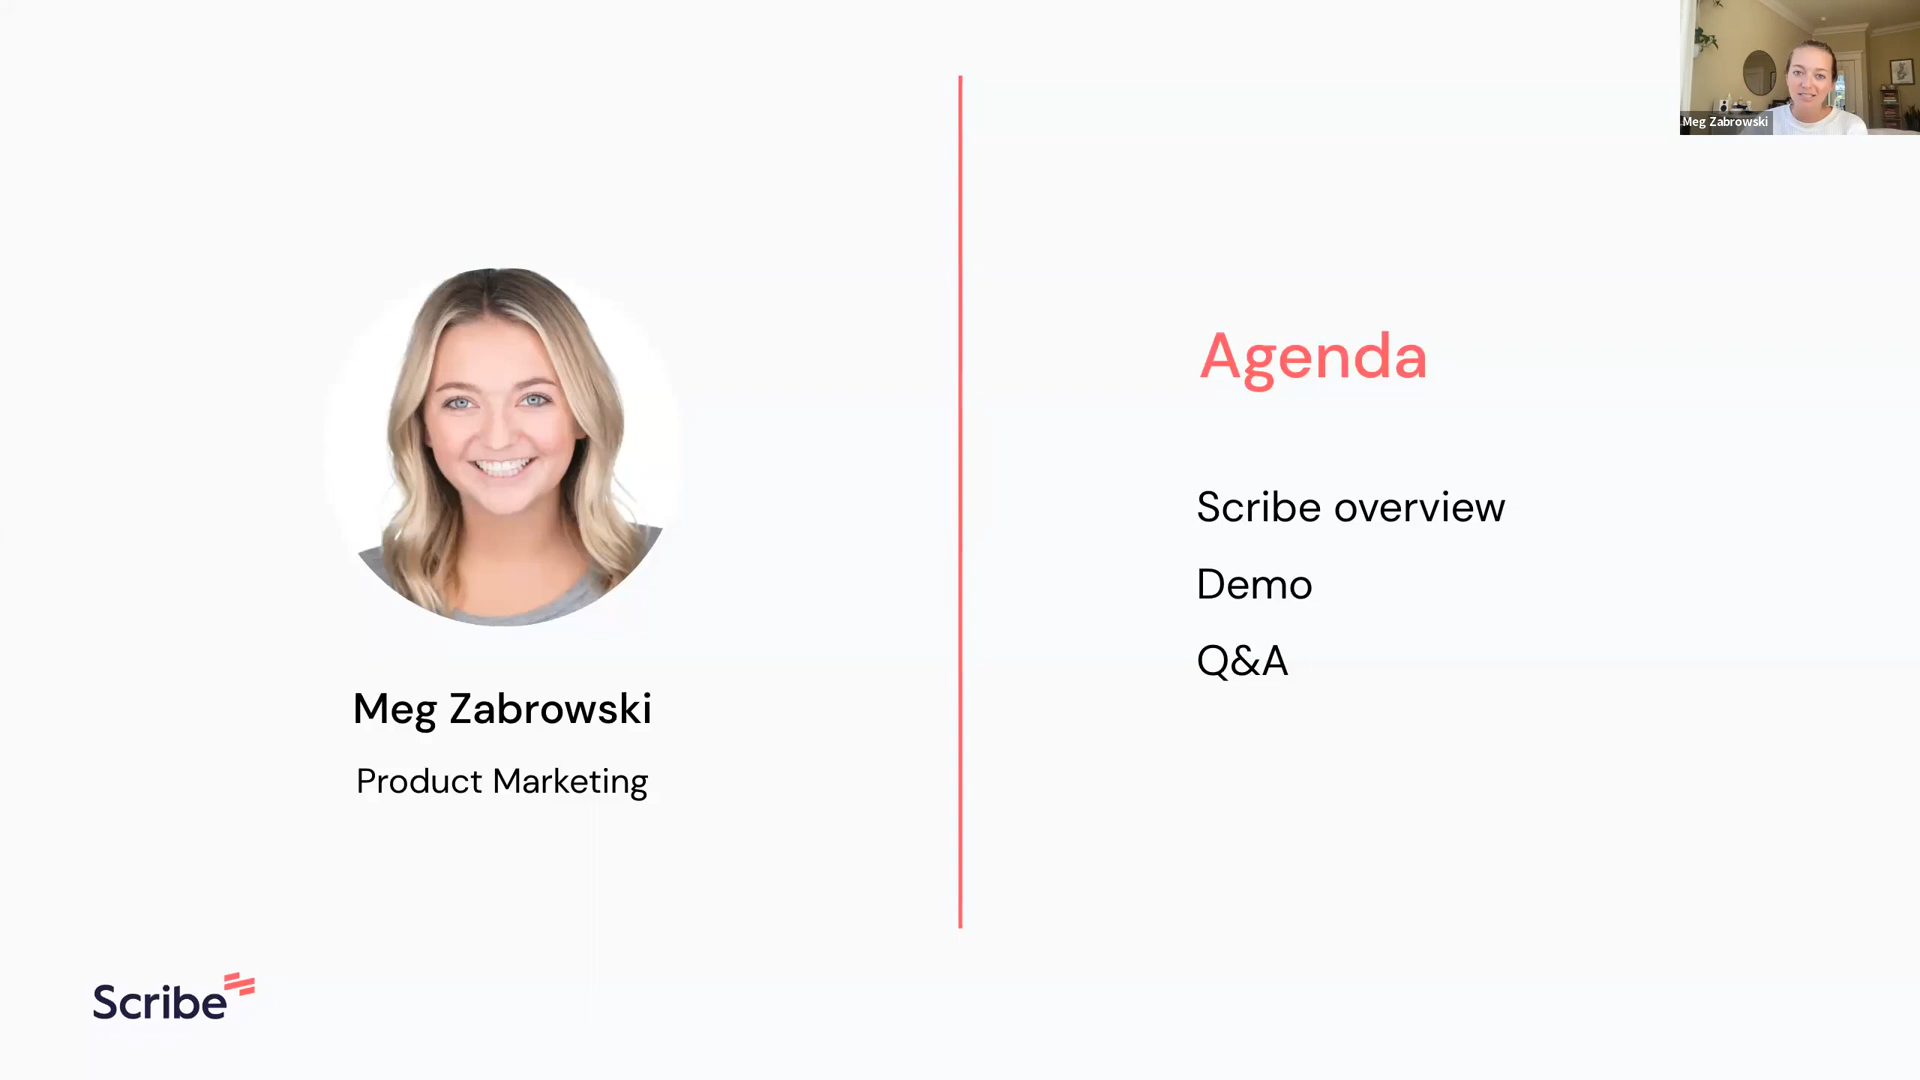 Meg Zabrowski
Meg Zabrowski
Product Marketing
Scribe
Agenda
Scribe overview
Demo
Q&A